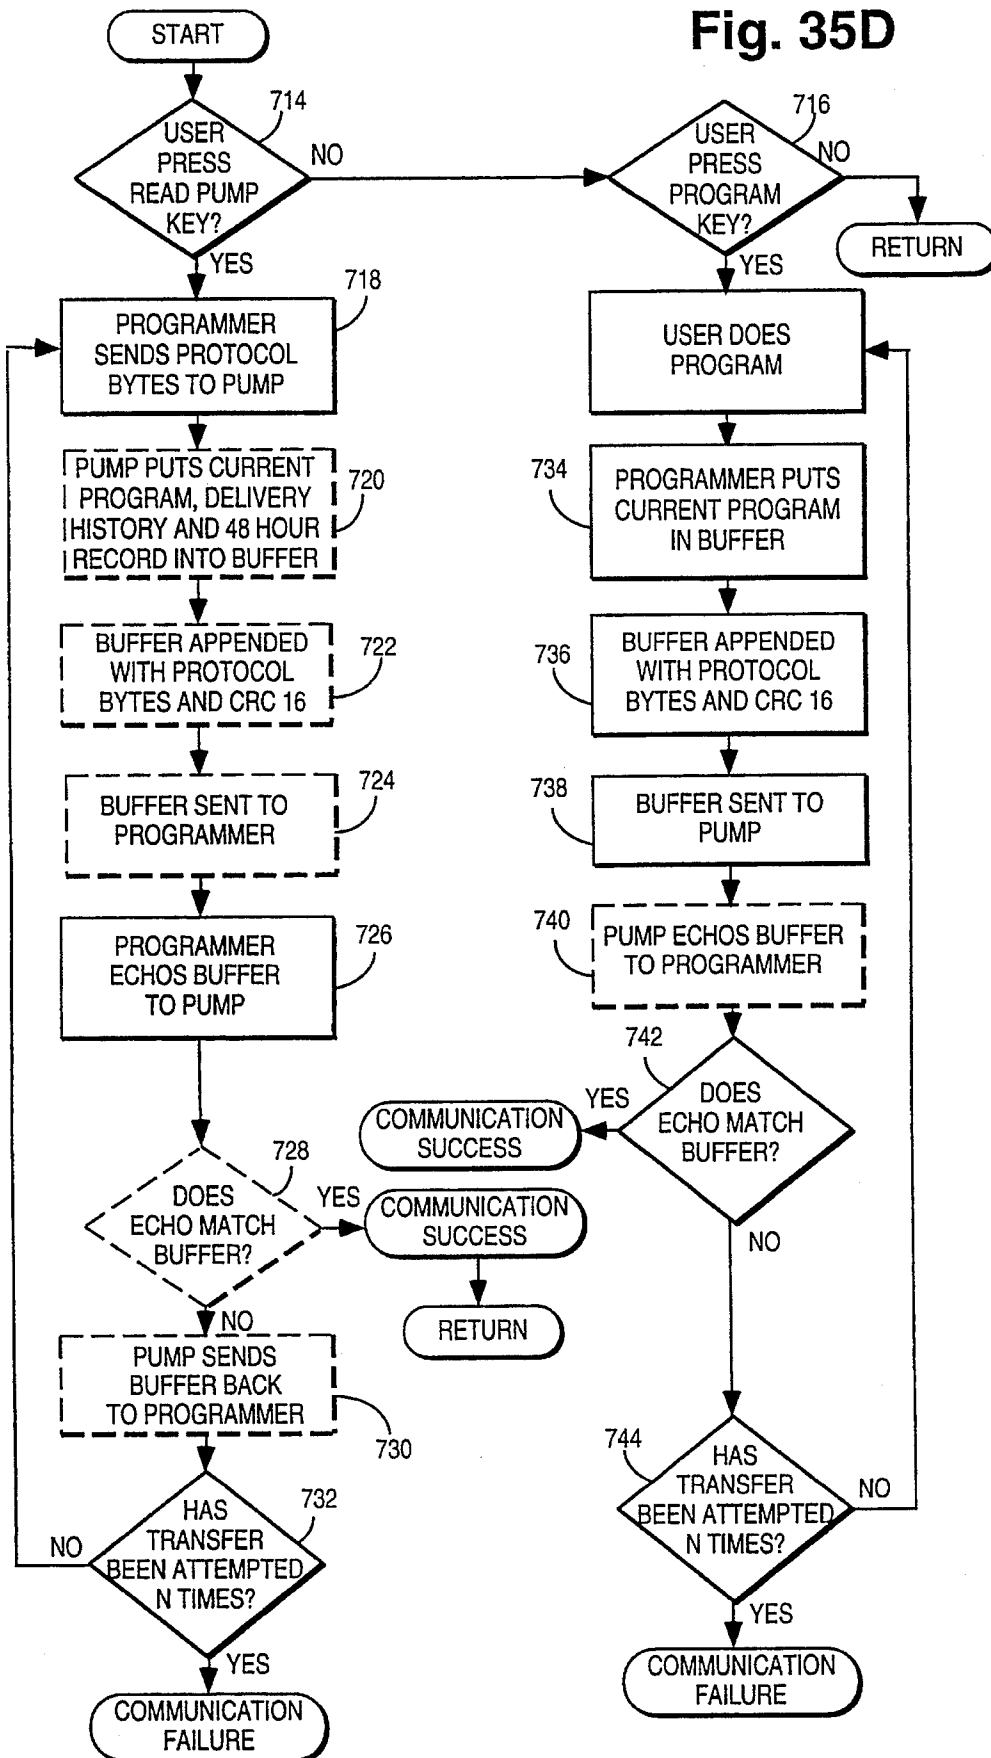 Fig. 35D
START
714
USER
PRESS
READ PUMP
KEY?
NO
YES
716
USER
PRESS
PROGRAM
KEY?
NO
RETURN
YES
718
PROGRAMMER
SENDS PROTOCOL
BYTES TO PUMP
720
PUMP PUTS CURRENT
PROGRAM, DELIVERY
HISTORY AND 48 HOUR
RECORD INTO BUFFER
722
BUFFER APPENDED
WITH PROTOCOL
BYTES AND CRC 16
724
BUFFER SENT TO
PROGRAMMER
726
PROGRAMMER
ECHOS BUFFER
TO PUMP
728
DOES
ECHO MATCH
BUFFER?
YES
COMMUNICATION
SUCCESS
RETURN
NO
PUMP SENDS
BUFFER BACK
TO PROGRAMMER
730
732
HAS
TRANSFER
BEEN ATTEMPTED
N TIMES?
NO
YES
COMMUNICATION
FAILURE
USER DOES
PROGRAM
734
PROGRAMMER PUTS
CURRENT PROGRAM
IN BUFFER
736
BUFFER APPENDED
WITH PROTOCOL
BYTES AND CRC 16
738
BUFFER SENT TO
PUMP
740
PUMP ECHOS BUFFER
TO PROGRAMMER
742
DOES
ECHO MATCH
BUFFER?
YES
COMMUNICATION
SUCCESS
NO
744
HAS
TRANSFER
BEEN ATTEMPTED
N TIMES?
NO
YES
COMMUNICATION
FAILURE